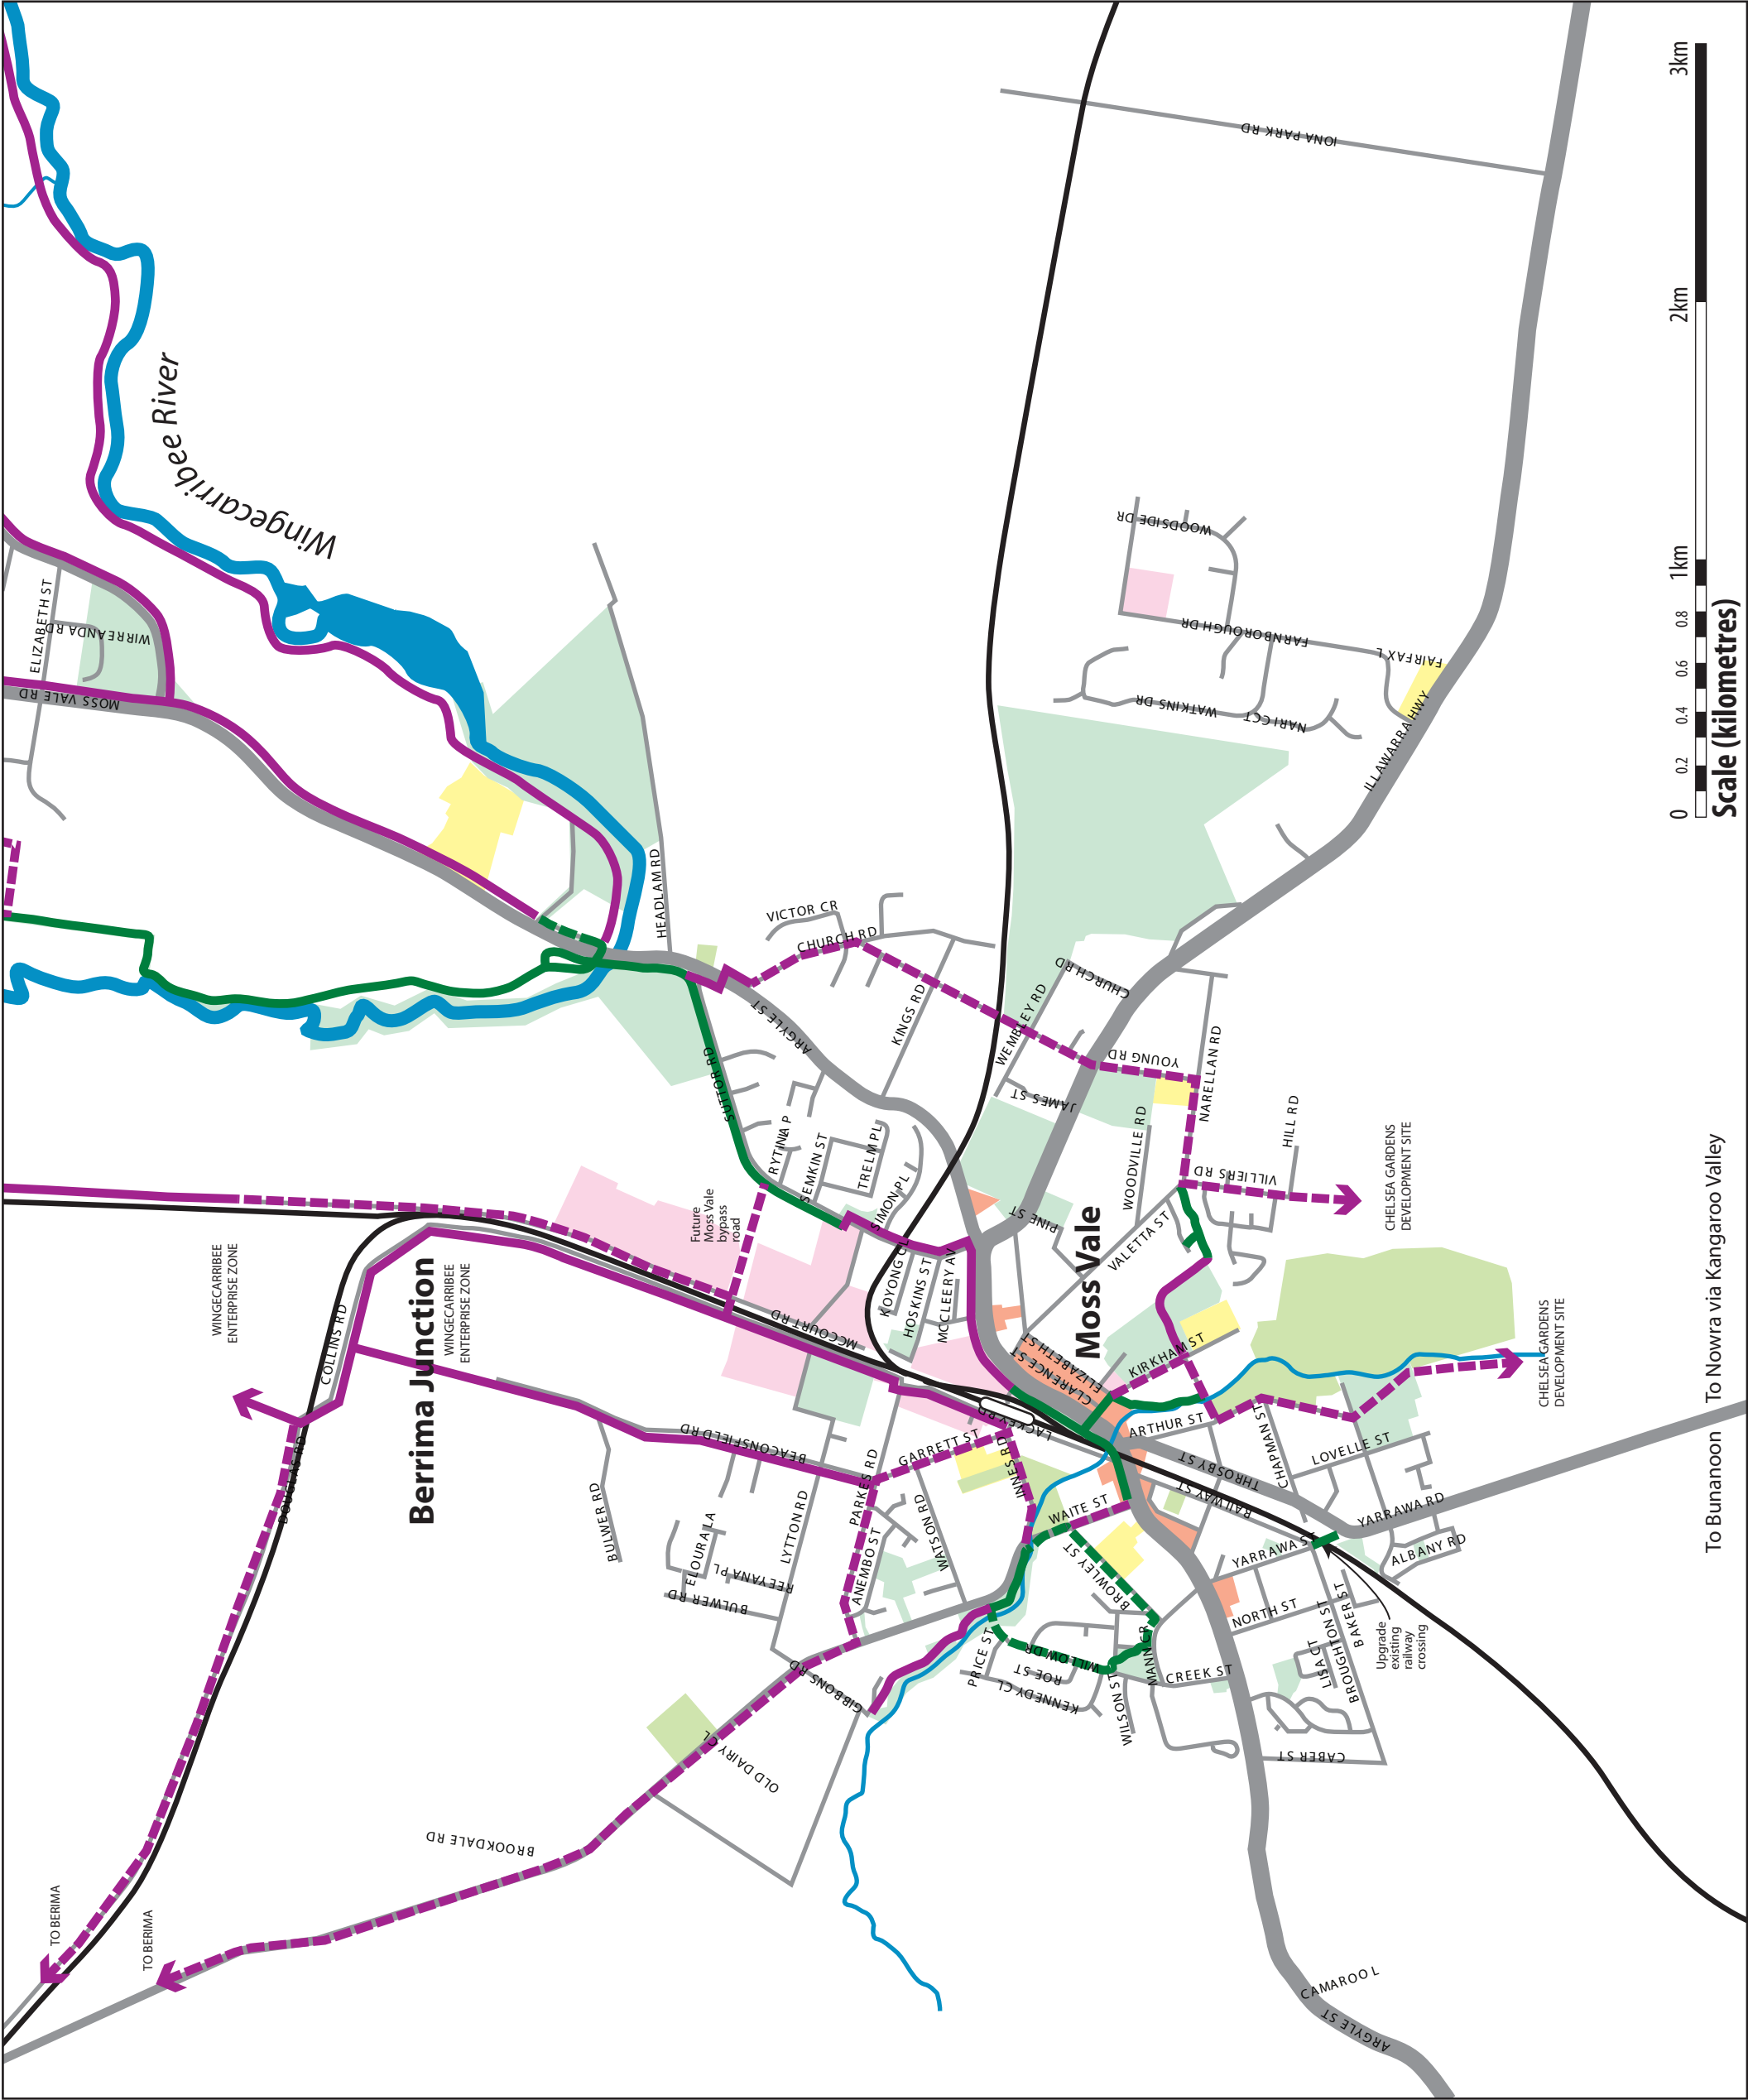 Wingecarribee River
ELIZABETH ST
WIRREANDA RD
MOSS VALE RD
IONA PARK RD
3km
2km
1km
0.8
0.6
0.4
0.2
0
Scale (kilometres)
WOODSIDE DR
FARNBOROUGH DR
FAIRFAX L
WATKINS DR
NARI CCT
ILLAWARRA HWY
HEADLAM RD
VICTOR CR
CHURCH RD
ARGYLE ST
KINGS RD
WEMBLEY RD
CHURCH RD
YOUNG RD
JAMES ST
NARELLAN RD
WOODVILLE RD
HILL RD
VILLIERS RD
CHELSEA GARDENS
DEVELOPMENT SITE
SUTTOR RD
SEMKIN ST
TRELM PL
SIMON PL
PINE ST
VALETTA ST
Moss Vale
Future
Moss Vale
bypass
road
KOYONG CL
HOSKINS ST
MCCLEERY AV
MCCOURT RD
WINGECARRIBEE
ENTERPRISE ZONE
Berrima Junction
WINGECARRIBEE
ENTERPRISE ZONE
COLLINS RD
DOUGLAS RD
BEACONSFIELD RD
GARRETT ST
LACKEY RD
INNES RD
ELIZABETH ST
CLARENCE ST
KIRKHAM ST
ARTHUR ST
THROSBY ST
RAILWAY ST
CHAPMAN ST
LOVELLE ST
CHELSEA GARDENS
DEVELOPMENT SITE
YARRAWA RD
ALBANY RD
YARRAWA ST
NORTH ST
BAKER ST
BROUGHTON ST
LISA CT
Upgrade
existing
railway
crossing
CABER ST
CREEK ST
MANN CR
WILSON ST
BROWLEY ST
WAITE ST
WILLOW DR
ROE ST
KENNEDY CL
PRICE ST
BULWER RD
ELOURA LA
REEYANA PL
BULWER RD
LYTTON RD
PARKES RD
ANEMBO ST
WATSON RD
GIBBONS RD
OLD DAIRY CL
BROOKDALE RD
TO BERIMA
TO BERIMA
CAMAROO L
ARGYLE ST
To Bunanoon
To Nowra via Kangaroo Valley